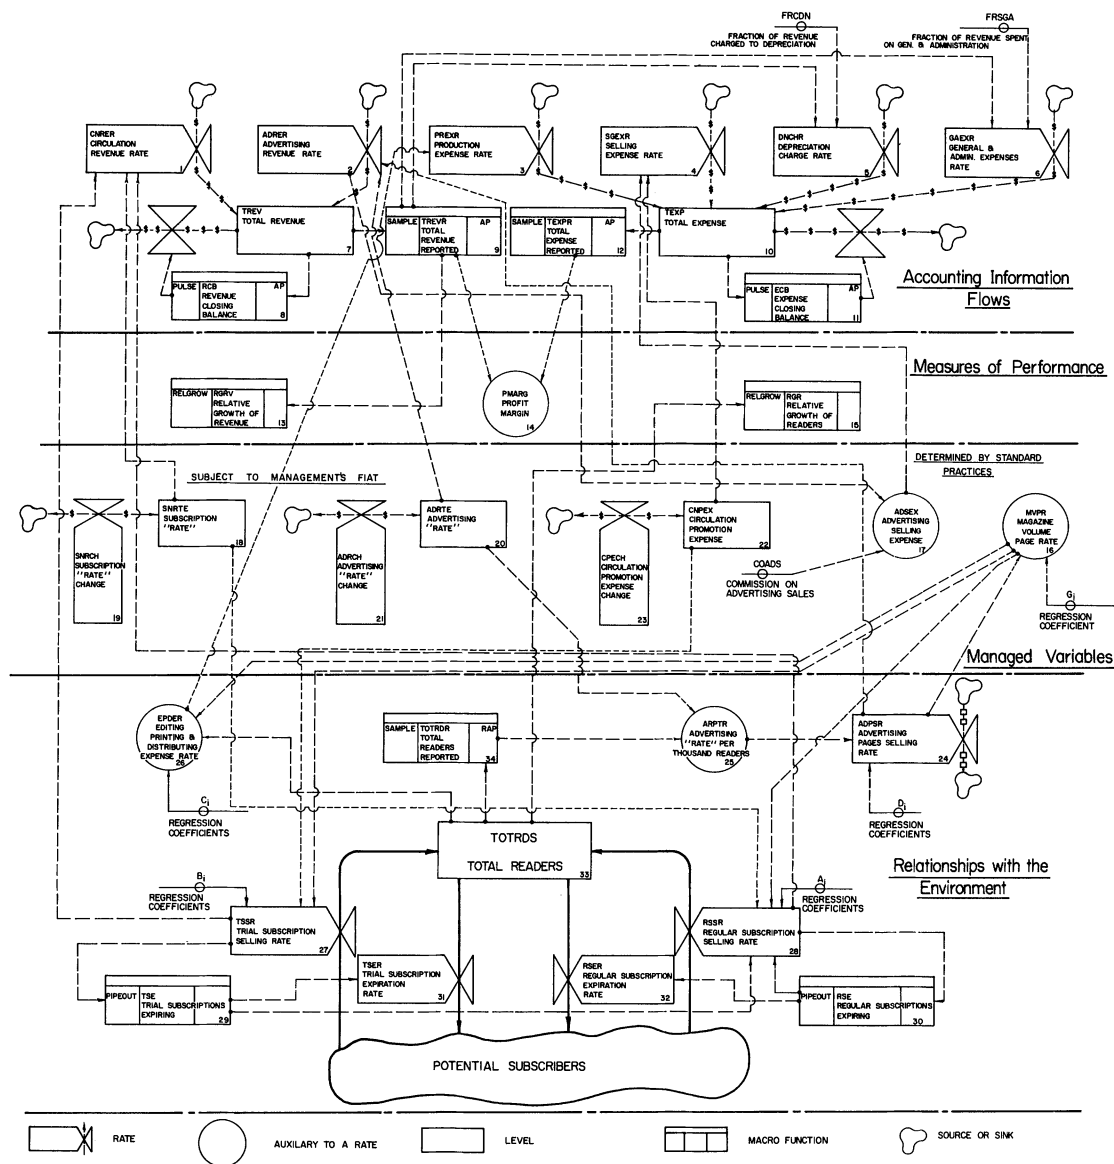 FRCDN
FRACTION OF REVENUE
CHARGED TO DEPRECIATION
FRSGA
FRACTION OF REVENUE SPENT
ON GEN. & ADMINISTRATION
CNRER
CIRCULATION
REVENUE RATE
1
ADRER
ADVERTISING
REVENUE RATE
2
PREXR
PRODUCTION
EXPENSE RATE
3
SGEXR
SELLING
EXPENSE RATE
4
DNCHR
DEPRECIATION
CHARGE RATE
5
GAEXR
GENERAL &
ADMIN. EXPENSES
RATE
6
TREV
TOTAL REVENUE
7
SAMPLE
TREVR
TOTAL
REVENUE
REPORTED
AP
9
SAMPLE
TEXPR
TOTAL
EXPENSE
REPORTED
AP
12
TEXP
TOTAL EXPENSE
10
PULSE
RCB
REVENUE
CLOSING
BALANCE
AP
8
PULSE
ECB
EXPENSE
CLOSING
BALANCE
AP
11
Accounting Information
Flows
Measures of Performance
RELGROW
RGRV
RELATIVE
GROWTH OF
REVENUE
13
PMARG
PROFIT
MARGIN
14
RELGROW
RGR
RELATIVE
GROWTH OF
READERS
15
SUBJECT TO MANAGEMENT'S FIAT
DETERMINED BY STANDARD
PRACTICES
SNRTE
SUBSCRIPTION
"RATE"
18
SNRCH
SUBSCRIPTION
"RATE"
CHANGE
19
ADRTE
ADVERTISING
"RATE"
20
ADRCH
ADVERTISING
"RATE"
CHANGE
21
CNPEX
CIRCULATION
PROMOTION
EXPENSE
22
CPECH
CIRCULATION
PROMOTION
EXPENSE
CHANGE
23
ADSEX
ADVERTISING
SELLING
EXPENSE
17
MVPR
MAGAZINE
VOLUME
PAGE RATE
16
COADS
COMMISSION ON
ADVERTISING SALES
Gi
REGRESSION
COEFFICIENT
Managed Variables
EPDER
EDITING
PRINTING &
DISTRIBUTING
EXPENSE RATE
26
SAMPLE
TOTRDR
TOTAL
READERS
REPORTED
RAP
34
ARPTR
ADVERTISING
"RATE" PER
THOUSAND READERS
25
ADPSR
ADVERTISING
PAGES SELLING
RATE
24
Ci
REGRESSION
COEFFICIENTS
Di
REGRESSION
COEFFICIENTS
TOTRDS
TOTAL READERS
33
Relationships with the
Environment
Bi
REGRESSION
COEFFICIENTS
Ai
REGRESSION
COEFFICIENTS
TSSR
TRIAL SUBSCRIPTION
SELLING RATE
27
RSSR
REGULAR SUBSCRIPTION
SELLING RATE
28
TSER
TRIAL SUBSCRIPTION
EXPIRATION
RATE
31
RSER
REGULAR SUBSCRIPTION
EXPIRATION
RATE
32
PIPEOUT
TSE
TRIAL SUBSCRIPTIONS
EXPIRING
29
PIPEOUT
RSE
REGULAR SUBSCRIPTIONS
EXPIRING
30
POTENTIAL SUBSCRIBERS
RATE
AUXILARY TO A RATE
LEVEL
MACRO FUNCTION
SOURCE OR SINK